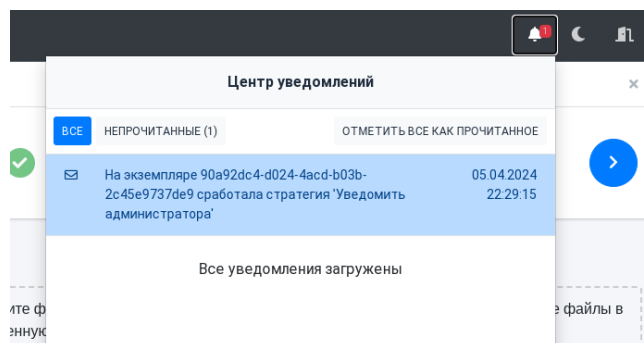 1
Центр уведомлений
ВСЕ
НЕПРОЧИТАННЫЕ (1)
ОТМЕТИТЬ ВСЕ КАК ПРОЧИТАННОЕ
На экземпляре 90a92dc4-d024-4acd-b03b-
2c45e9737de9 сработала стратегия 'Уведомить
администратора'
05.04.2024
22:29:15
Все уведомления загружены
файлы в